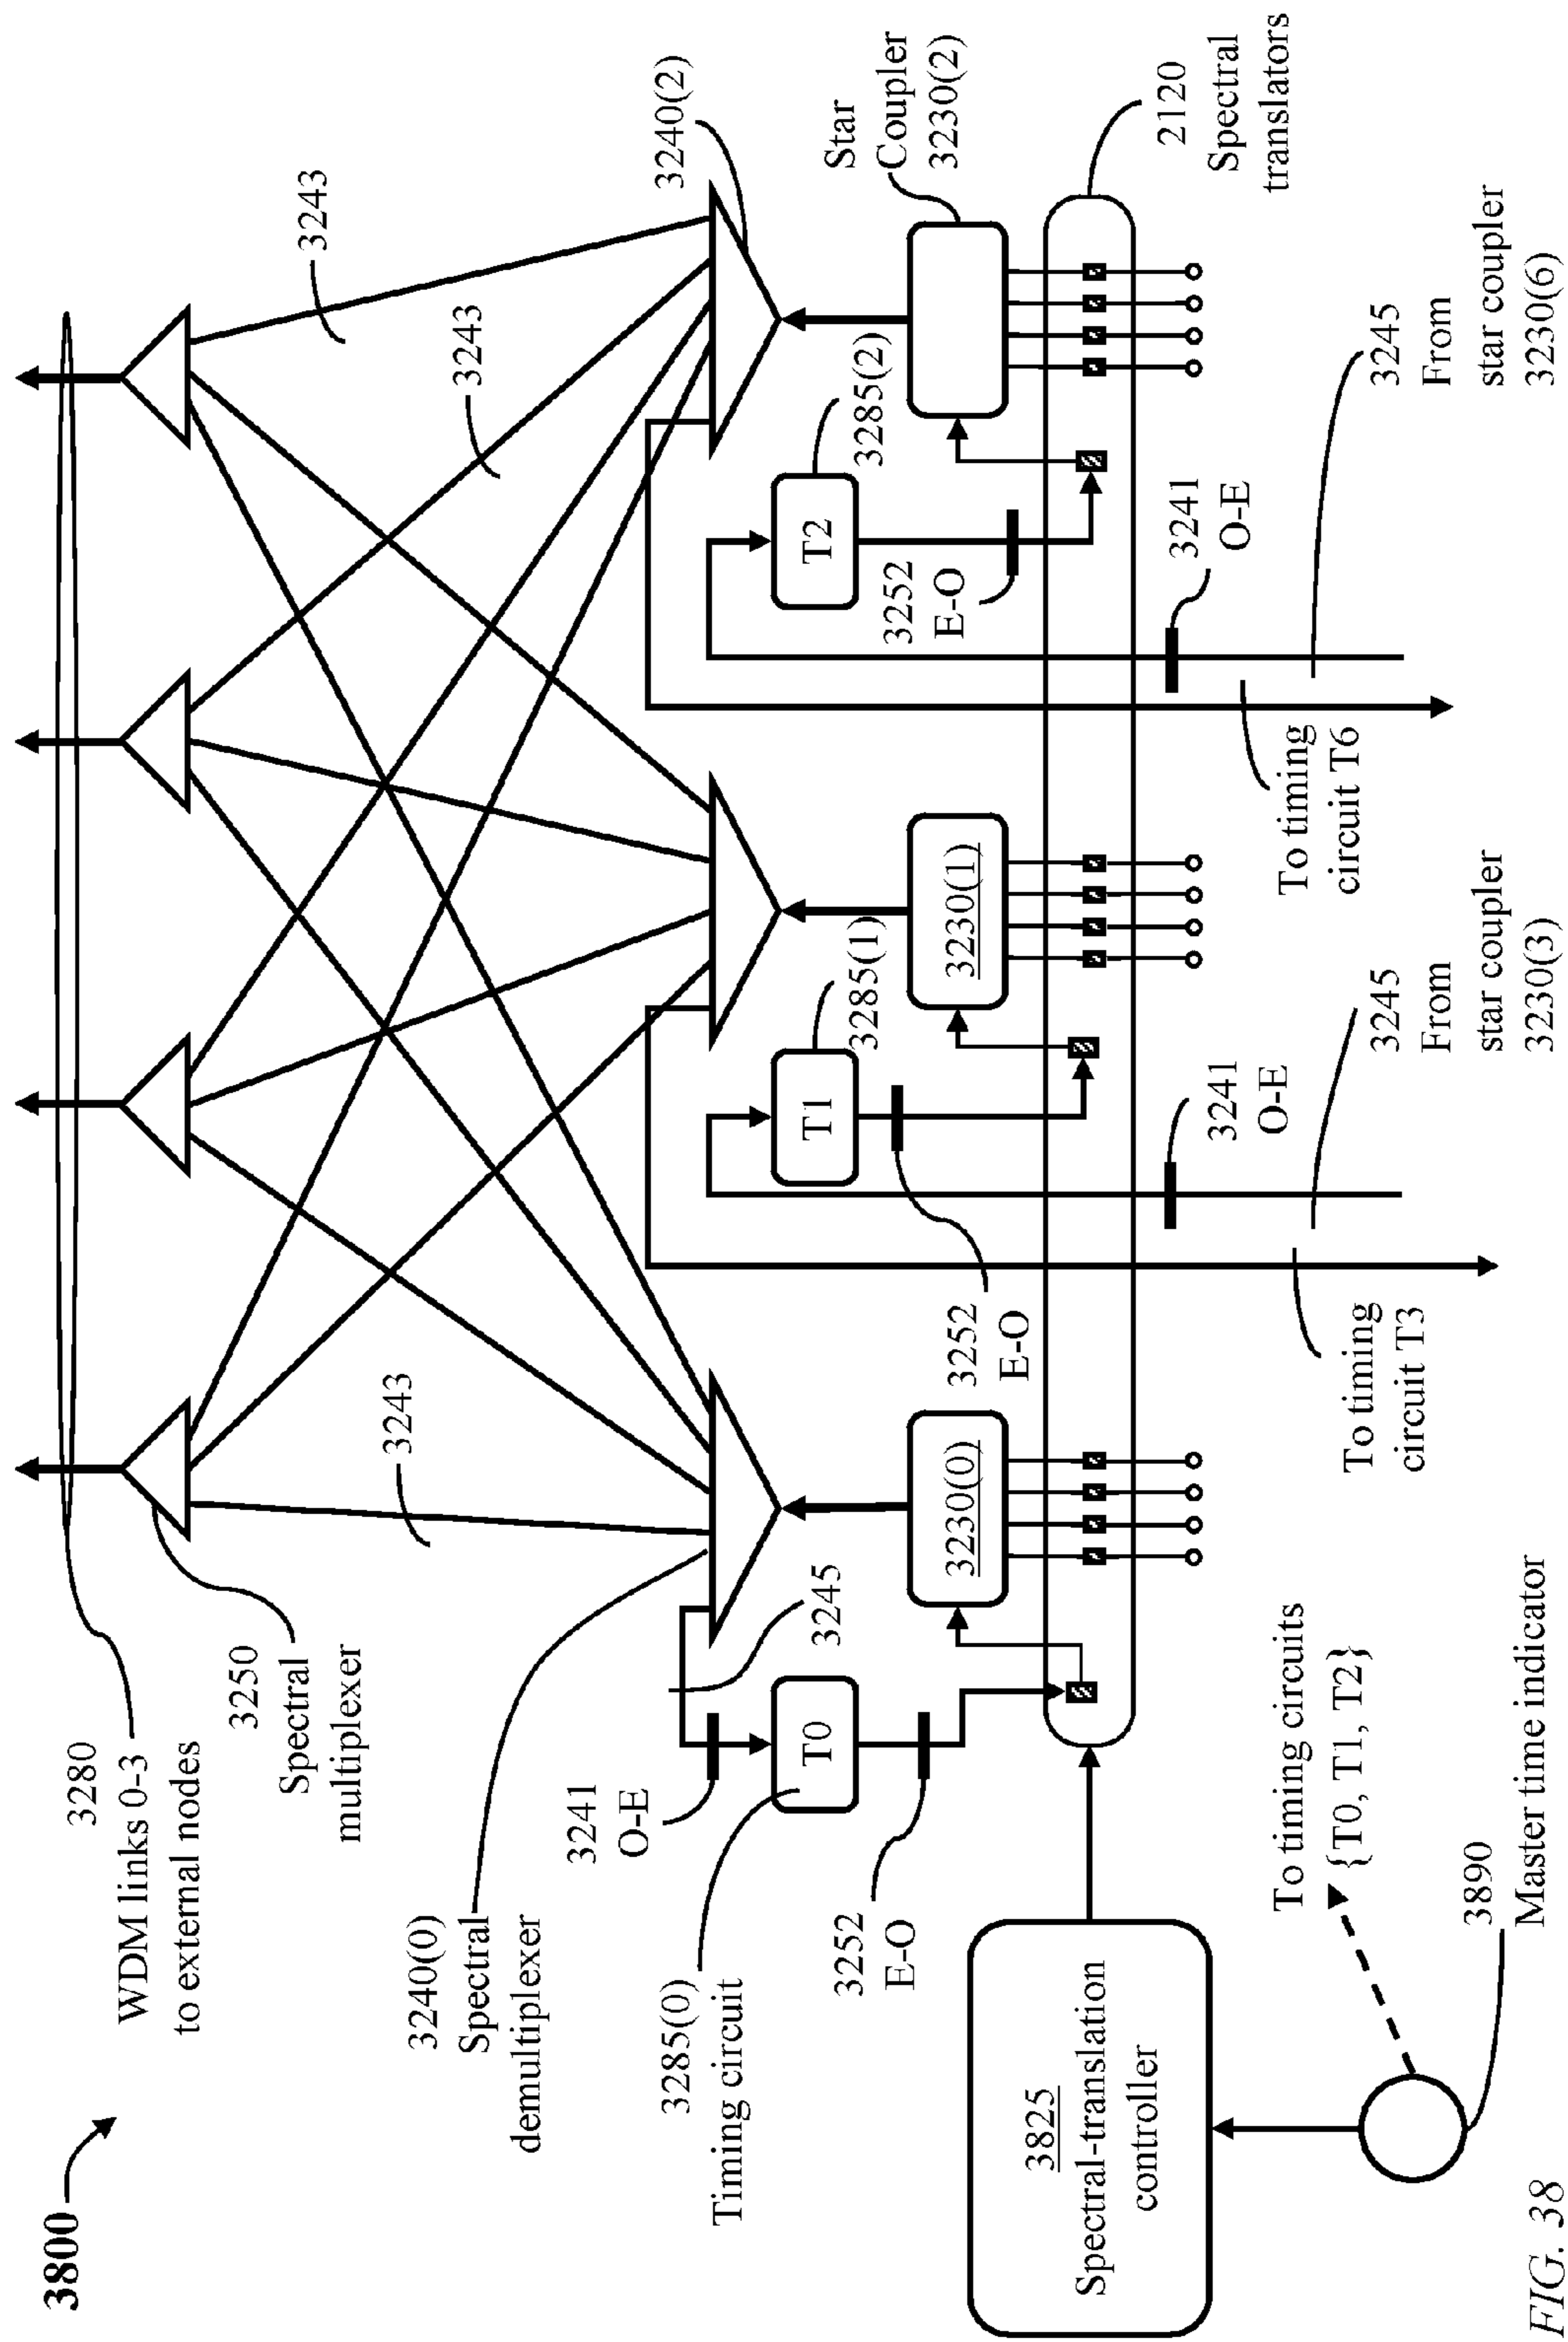 3800
3280
WDM links 0-3
to external nodes
3250
Spectral
multiplexer
3243
3243
3243
3240(0)
Spectral
demultiplexer
3240(2)
3245
3241
O-E
3285(0)
Timing circuit
T0
3252
E-O
T1
3285(1)
3252
E-O
T2
3285(2)
3252
E-O
Star
Coupler
3230(2)
3230(0)
3230(1)
2120
Spectral
translators
3825
Spectral-translation
controller
To timing circuits
{T0, T1, T2}
3890
Master time indicator
3241
O-E
To timing
circuit T3
3245
From
star coupler
3230(3)
3241
O-E
To timing
circuit T6
3245
From
star coupler
3230(6)
FIG. 38